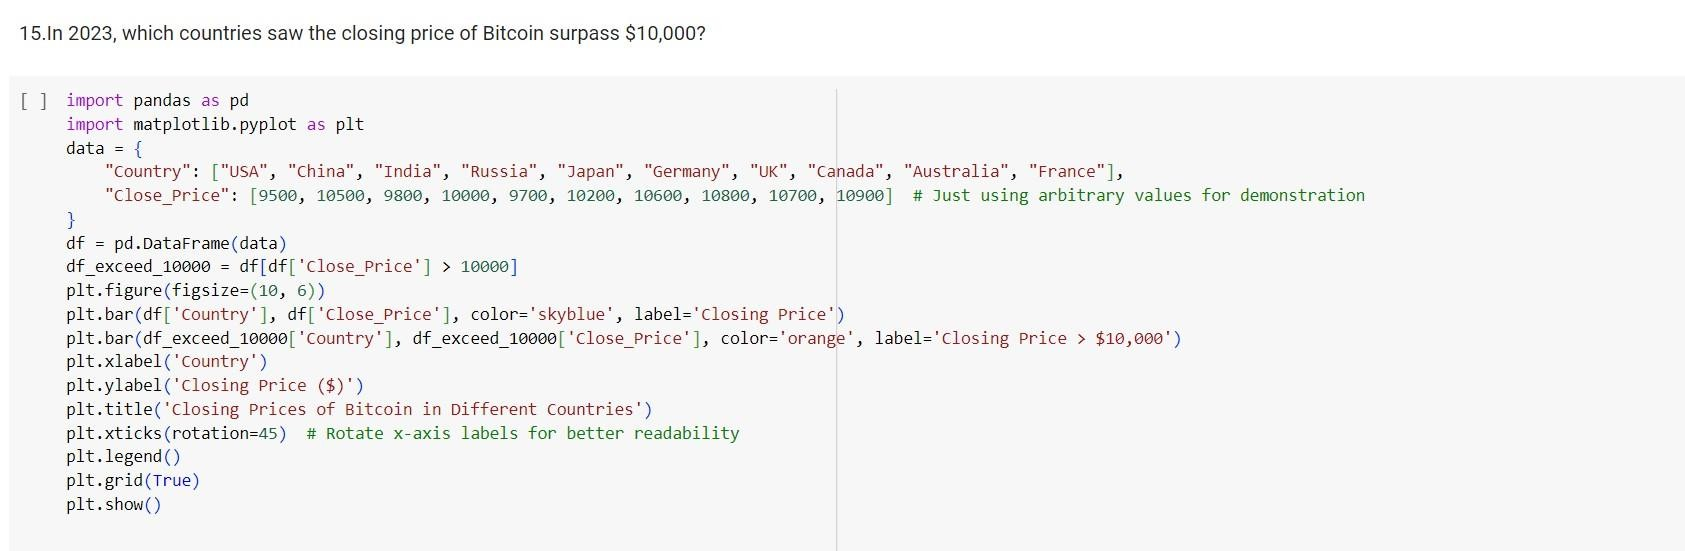 15.In 2023, which countries saw the closing price of Bitcoin surpass $10,000?
[ ] import pandas as pd
import matplotlib.pyplot as plt
data = {
    "Country": ["USA", "China", "India", "Russia", "Japan", "Germany", "UK", "Canada", "Australia", "France"],
    "Close_Price": [9500, 10500, 9800, 10000, 9700, 10200, 10600, 10800, 10700, 10900]  # Just using arbitrary values for demonstration
}
df = pd.DataFrame(data)
df_exceed_10000 = df[df['Close_Price'] > 10000]
plt.figure(figsize=(10, 6))
plt.bar(df['Country'], df['Close_Price'], color='skyblue', label='Closing Price')
plt.bar(df_exceed_10000['Country'], df_exceed_10000['Close_Price'], color='orange', label='Closing Price > $10,000')
plt.xlabel('Country')
plt.ylabel('Closing Price ($)')
plt.title('Closing Prices of Bitcoin in Different Countries')
plt.xticks(rotation=45)  # Rotate x-axis labels for better readability
plt.legend()
plt.grid(True)
plt.show()